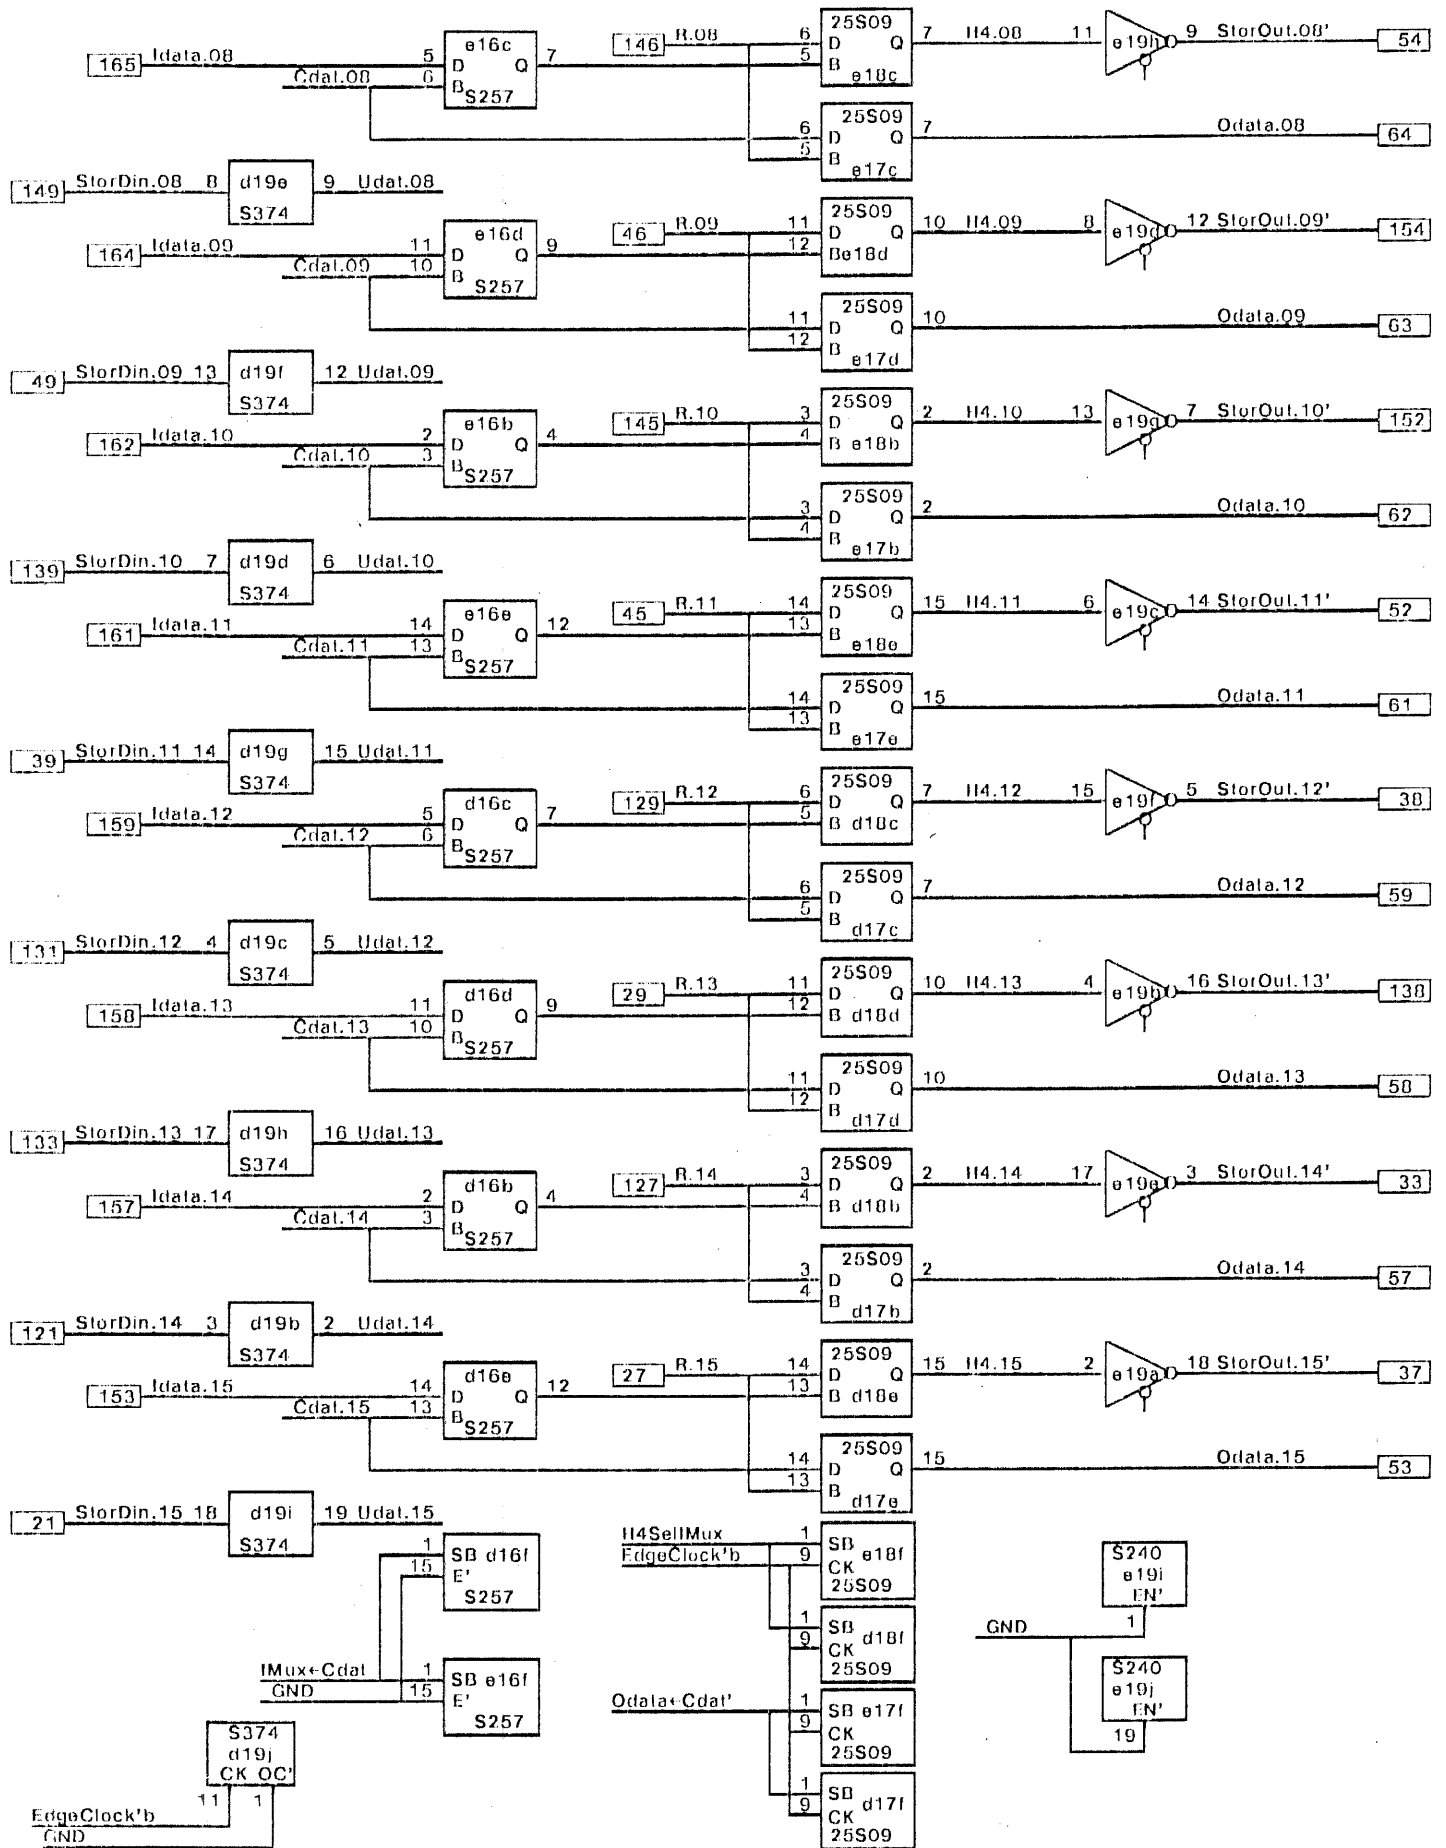 165 Idata.08 5 D e16c Q 7 146 R.08 6 D 25S09 Q 7 H4.08 11 e19h 9 StorOut.08' 54
Cdat.08 6 B S257 5 B e18c
6 D 25S09 Q 7 Odata.08 64
5 B e17c
149 StorDin.08 8 d19e 9 Udat.08
S374
164 Idata.09 11 D e16d Q 9 46 R.09 11 D 25S09 Q 10 H4.09 8 e19d 12 StorOut.09' 154
Cdat.09 10 B S257 12 B e18d
11 D 25S09 Q 10 Odata.09 63
12 B e17d
49 StorDin.09 13 d19f 12 Udat.09
S374
162 Idata.10 2 D e16b Q 4 145 R.10 3 D 25S09 Q 2 H4.10 13 e19g 7 StorOut.10' 152
Cdat.10 3 B S257 4 B e18b
3 D 25S09 Q 2 Odata.10 62
4 B e17b
139 StorDin.10 7 d19d 6 Udat.10
S374
161 Idata.11 14 D e16e Q 12 45 R.11 14 D 25S09 Q 15 H4.11 6 e19c 14 StorOut.11' 52
Cdat.11 13 B S257 13 B e18e
14 D 25S09 Q 15 Odata.11 61
13 B e17e
39 StorDin.11 14 d19g 15 Udat.11
S374
159 Idata.12 5 D d16c Q 7 129 R.12 6 D 25S09 Q 7 H4.12 15 e19f 5 StorOut.12' 38
Cdat.12 6 B S257 5 B d18c
6 D 25S09 Q 7 Odata.12 59
5 B d17c
131 StorDin.12 4 d19c 5 Udat.12
S374
158 Idata.13 11 D d16d Q 9 29 R.13 11 D 25S09 Q 10 H4.13 4 e19b 16 StorOut.13' 138
Cdat.13 10 B S257 12 B d18d
11 D 25S09 Q 10 Odata.13 58
12 B d17d
133 StorDin.13 17 d19h 16 Udat.13
S374
157 Idata.14 2 D d16b Q 4 127 R.14 3 D 25S09 Q 2 H4.14 17 e19e 3 StorOut.14' 33
Cdat.14 3 B S257 4 B d18b
3 D 25S09 Q 2 Odata.14 57
4 B d17b
121 StorDin.14 3 d19b 2 Udat.14
S374
153 Idata.15 14 D d16e Q 12 27 R.15 14 D 25S09 Q 15 H4.15 2 e19a 18 StorOut.15' 37
Cdat.15 13 B S257 13 B d18e
14 D 25S09 Q 15 Odata.15 53
13 B d17e
21 StorDin.15 18 d19i 19 Udat.15
S374
1 SB d16f
15 E'
S257
IMux←Cdat 1 SB e16f
GND 15 E'
S257
S374
d19j
CK OC'
11 1
EdgeClock'b
GND
H4SelIMux 1 SB e18f
EdgeClock'b 9 CK
25S09
1 SB d18f
9 CK
25S09
Odata←Cdat' 1 SB e17f
9 CK
25S09
1 SB d17f
9 CK
25S09
S240
e19i
EN'
GND 1
S240
e19j
EN'
19